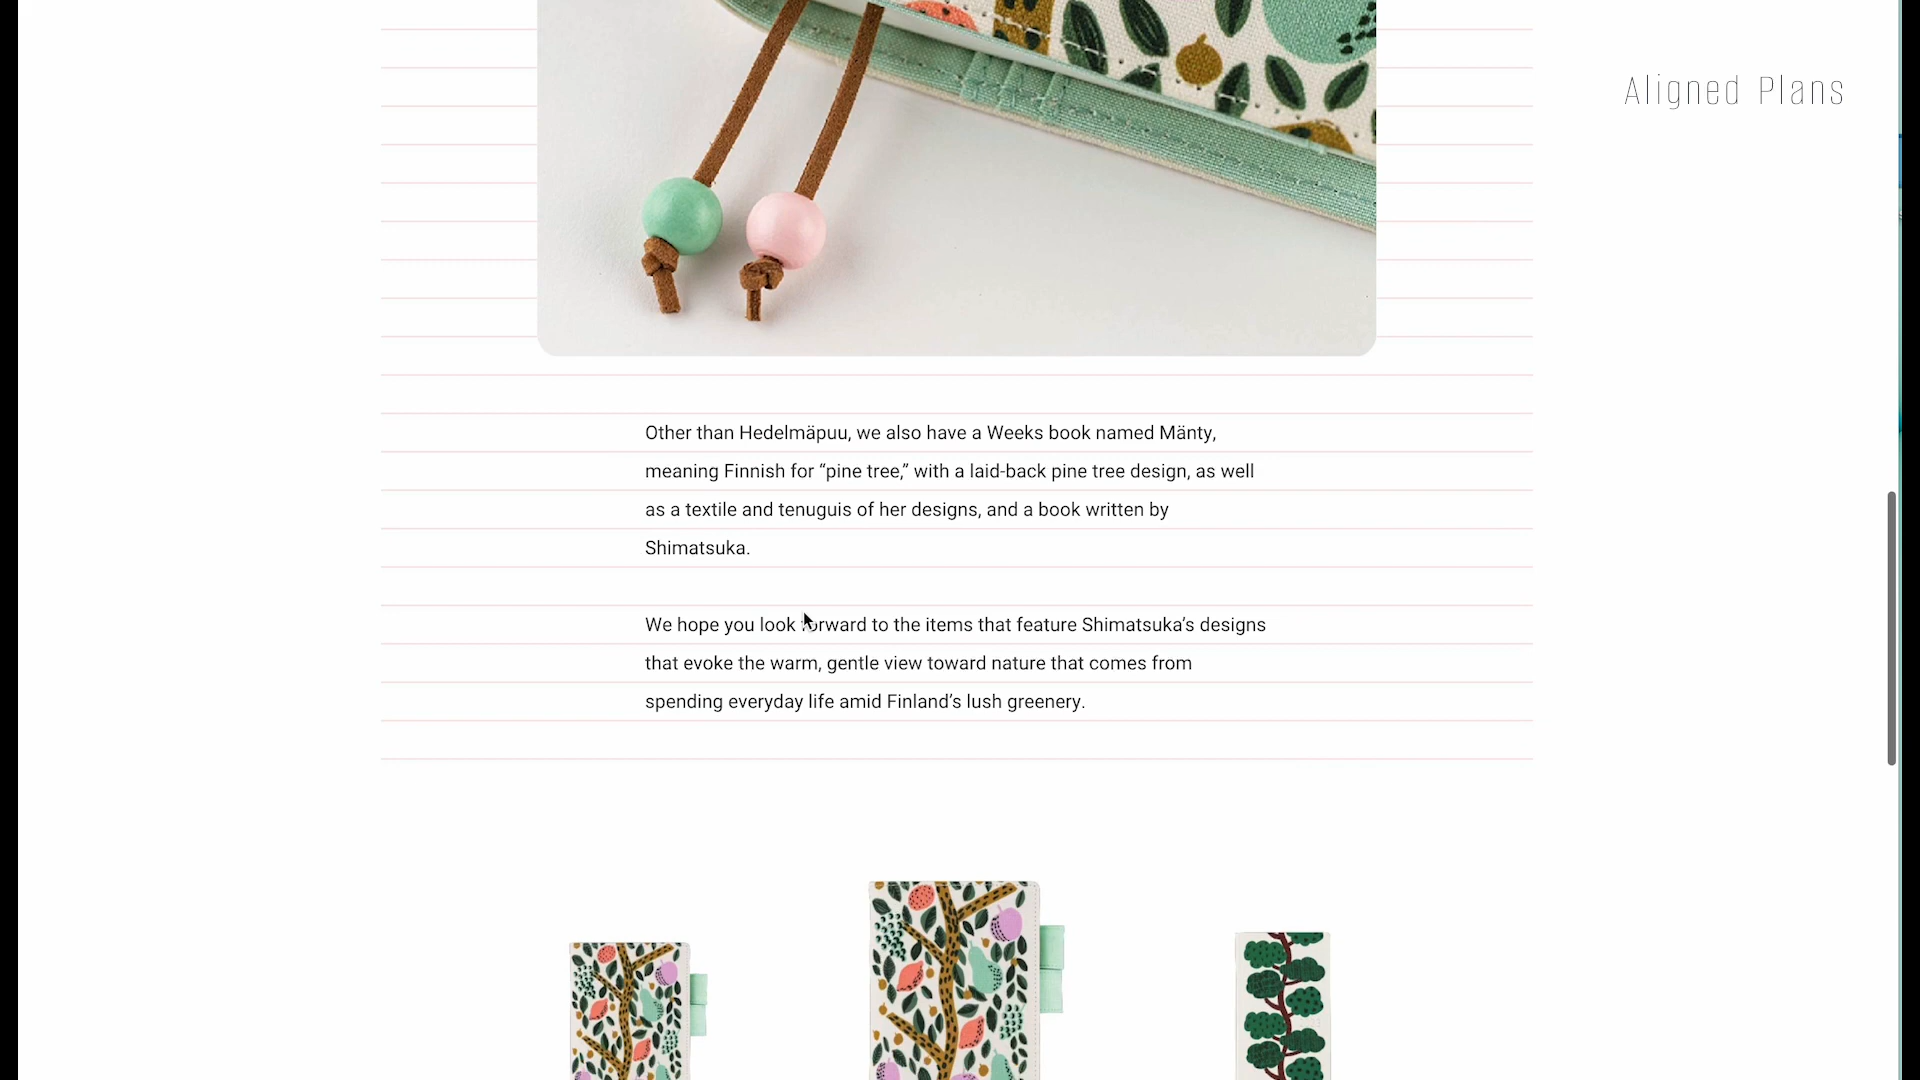 Aligned Plans
Other than Hedelmäpuu, we also have a Weeks book named Mänty,
meaning Finnish for “pine tree,” with a laid-back pine tree design, as well
as a textile and tenuguis of her designs, and a book written by
Shimatsuka.
We hope you look forward to the items that feature Shimatsuka’s designs
that evoke the warm, gentle view toward nature that comes from
spending everyday life amid Finland’s lush greenery.